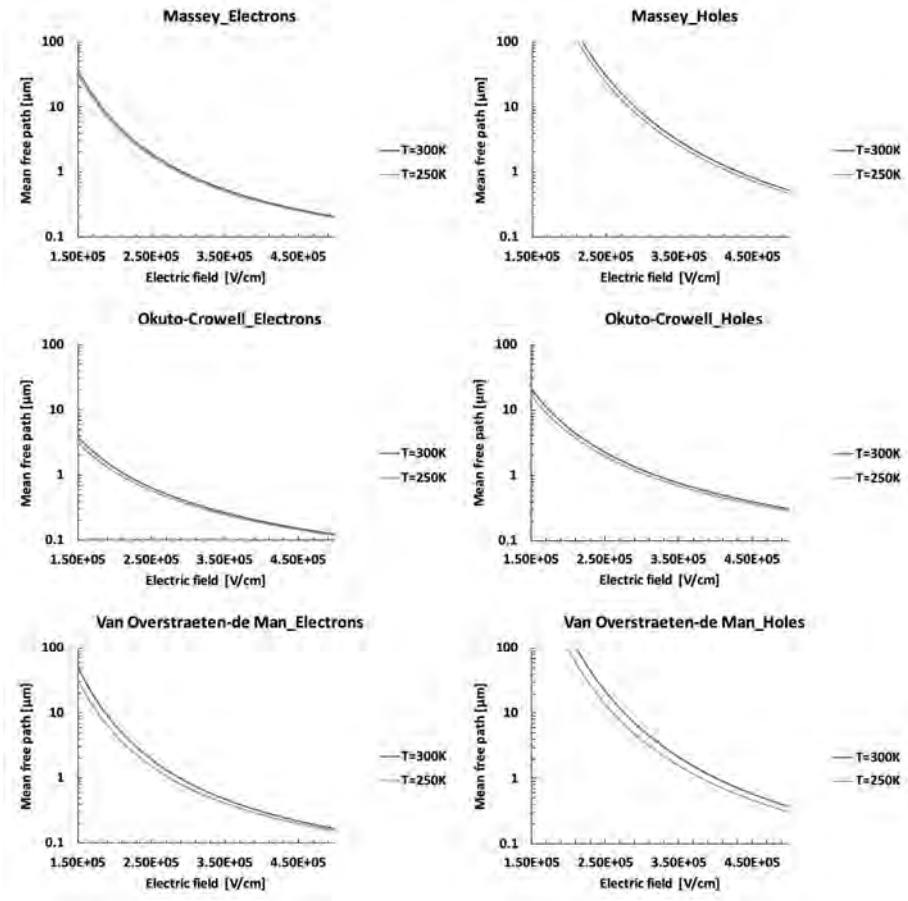 Massey_Electrons
Mean free path [µm]
100
10
1
0.1
1.50E+05 2.50E+05 3.50E+05 4.50E+05
Electric field [V/cm]
T=300K
T=250K
Massey_Holes
Mean free path [µm]
100
10
1
0.1
1.50E+05 2.50E+05 3.50E+05 4.50E+05
Electric field [V/cm]
T=300K
T=250K
Okuto-Crowell_Electrons
Mean free path [µm]
100
10
1
0.1
1.50E+05 2.50E+05 3.50E+05 4.50E+05
Electric field [V/cm]
T=300K
T=250K
Okuto-Crowell_Holes
Mean free path [µm]
100
10
1
0.1
1.50E+05 2.50E+05 3.50E+05 4.50E+05
Electric field [V/cm]
T=300K
T=250K
Van Overstraeten-de Man_Electrons
Mean free path [µm]
100
10
1
0.1
1.50E+05 2.50E+05 3.50E+05 4.50E+05
Electric field [V/cm]
T=300K
T=250K
Van Overstraeten-de Man_Holes
Mean free path [µm]
100
10
1
0.1
1.50E+05 2.50E+05 3.50E+05 4.50E+05
Electric field [V/cm]
T=300K
T=250K